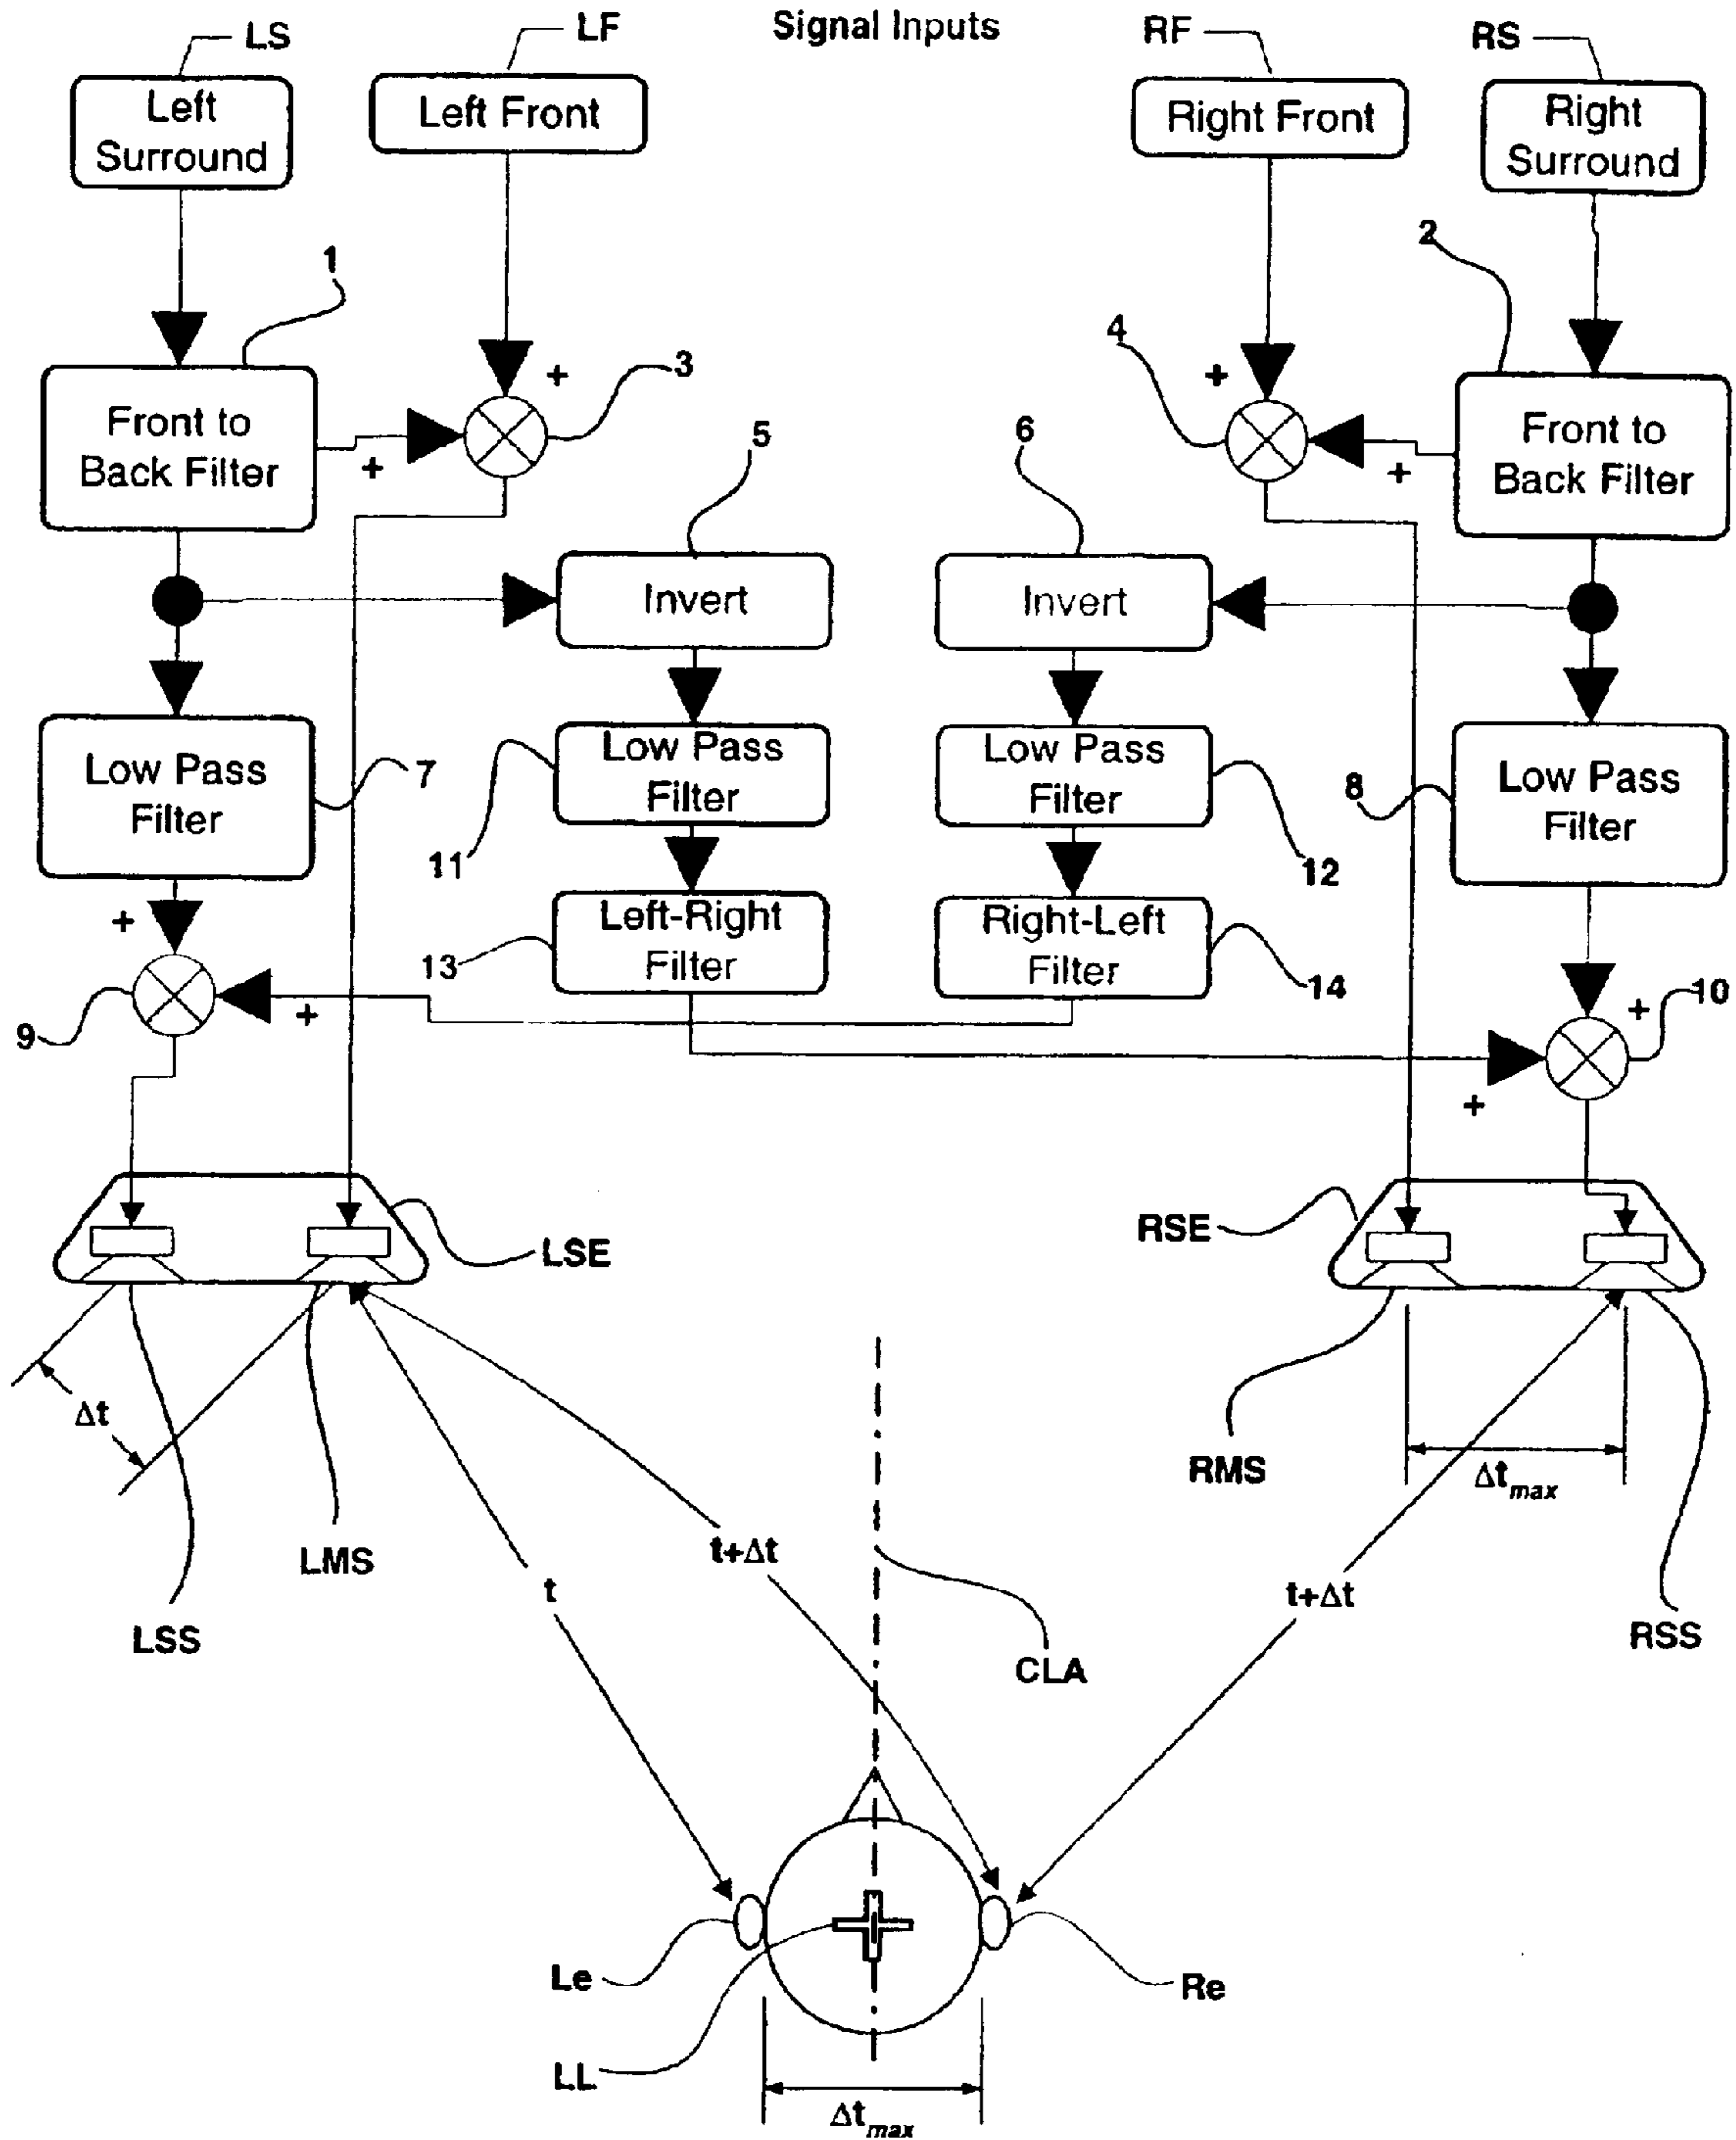 LS
LF
Signal Inputs
RF
RS
Left
Surround
Left Front
Right Front
Right
Surround
1
2
3
4
+
+
Front to
Back Filter
+
+
Front to
Back Filter
5
6
Invert
Invert
Low Pass
Filter
7
Low Pass
Filter
11
Low Pass
Filter
12
8
Low Pass
Filter
+
Left-Right
Filter
13
Right-Left
Filter
14
9
+
+
10
+
LSE
RSE
Δt
LMS
LSS
t
t+Δt
CLA
RMS
Δtmax
t+Δt
RSS
Le
Re
LL
Δtmax